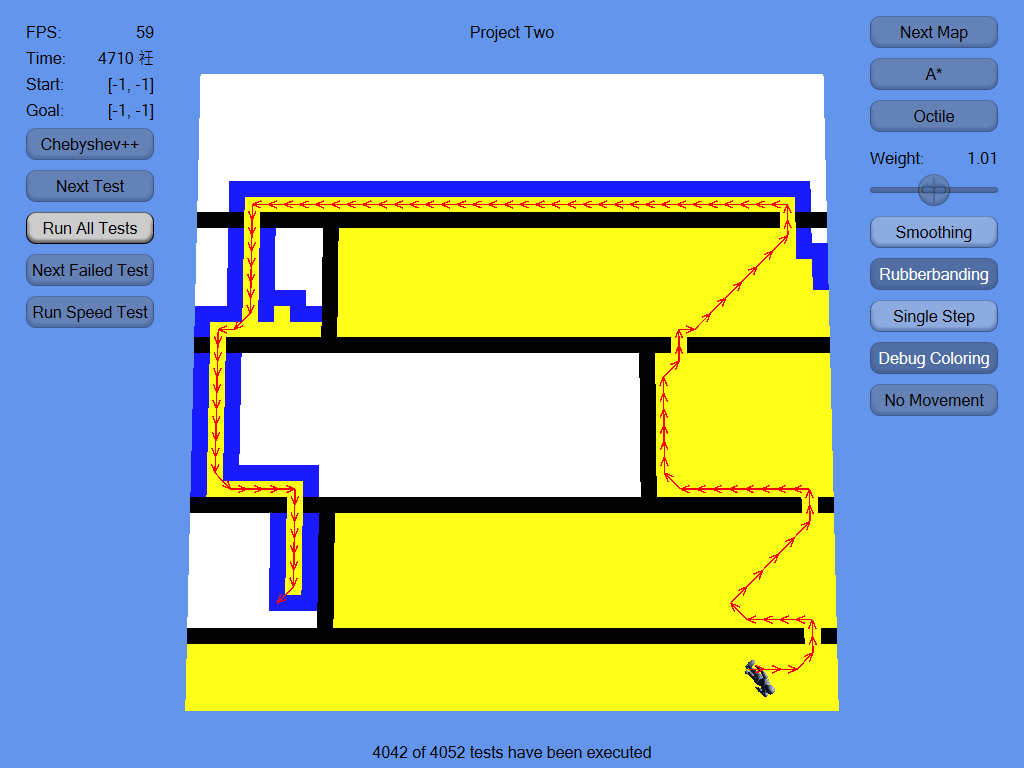 FPS: 59
Project Two
Time: 4710 祍
Start: [-1, -1]
Goal: [-1, -1]
Chebyshev++
Next Test
Run All Tests
Next Failed Test
Run Speed Test
Next Map
A*
Octile
Weight: 1.01
Smoothing
Rubberbanding
Single Step
Debug Coloring
No Movement
4042 of 4052 tests have been executed